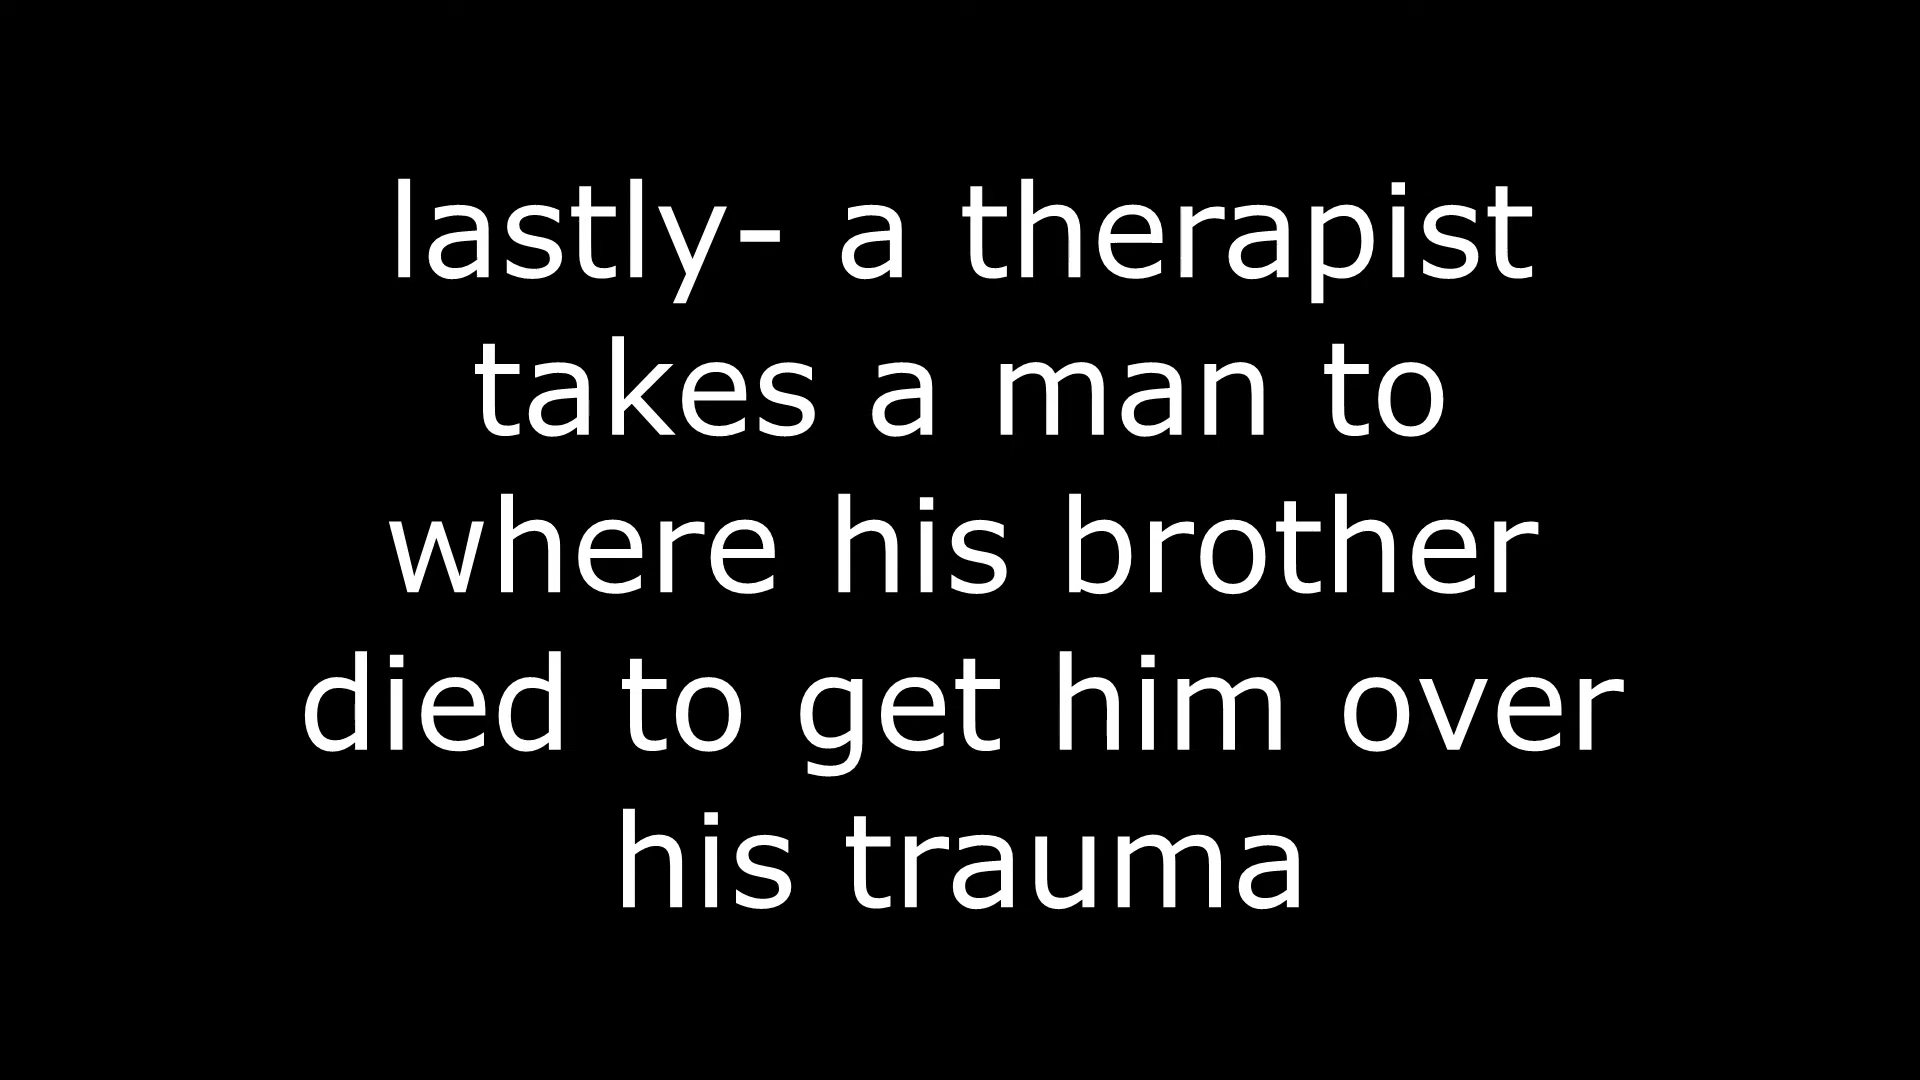 lastly- a therapist
takes a man to
where his brother
died to get him over
his trauma